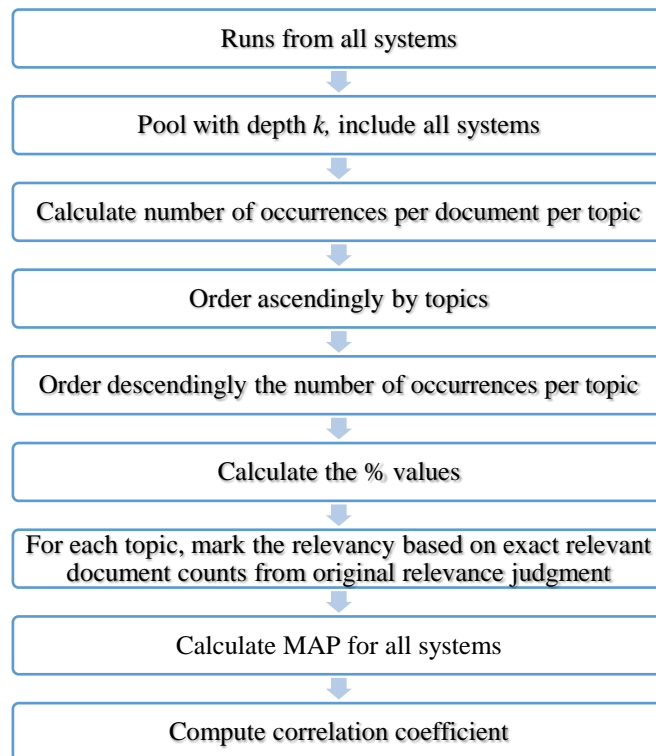 Runs from all systems
Pool with depth k, include all systems
Calculate number of occurrences per document per topic
Order ascendingly by topics
Order descendingly the number of occurrences per topic
Calculate the % values
For each topic, mark the relevancy based on exact relevant
document counts from original relevance judgment
Calculate MAP for all systems
Compute correlation coefficient